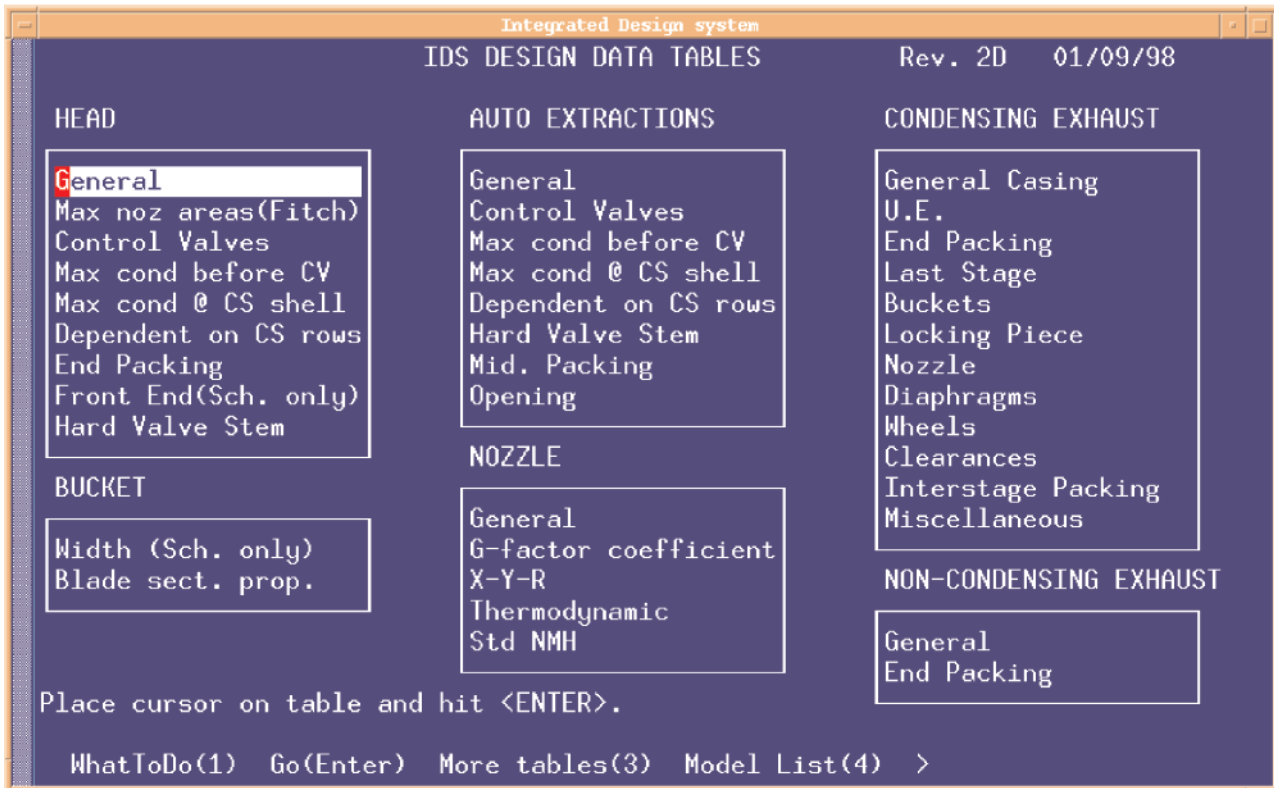 Integrated Design system
IDS DESIGN DATA TABLES Rev. 2D 01/09/98
HEAD
General
Max noz areas(Fitch)
Control Valves
Max cond before CV
Max cond @ CS shell
Dependent on CS rows
End Packing
Front End(Sch. only)
Hard Valve Stem
BUCKET
Width (Sch. only)
Blade sect. prop.
AUTO EXTRACTIONS
General
Control Valves
Max cond before CV
Max cond @ CS shell
Dependent on CS rows
Hard Valve Stem
Mid. Packing
Opening
NOZZLE
General
G-factor coefficient
X-Y-R
Thermodynamic
Std NMH
CONDENSING EXHAUST
General Casing
U.E.
End Packing
Last Stage
Buckets
Locking Piece
Nozzle
Diaphragms
Wheels
Clearances
Interstage Packing
Miscellaneous
NON-CONDENSING EXHAUST
General
End Packing
Place cursor on table and hit <ENTER>.
WhatToDo(1) Go(Enter) More tables(3) Model List(4) >